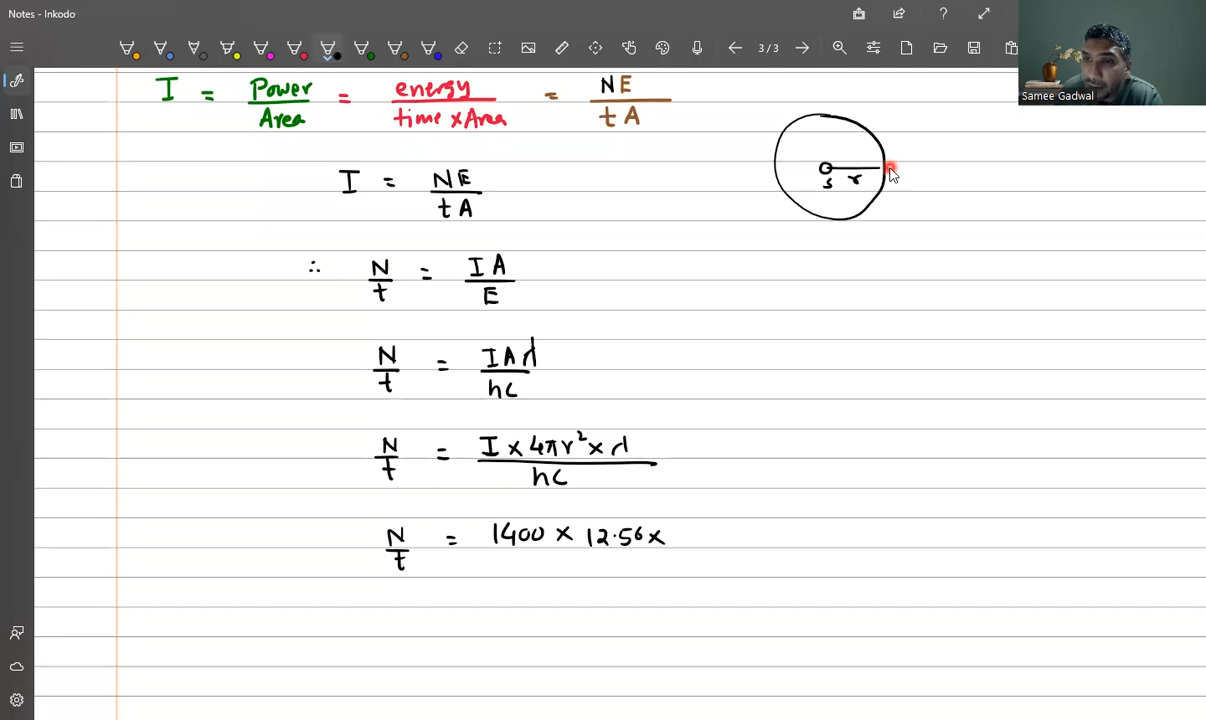 Notes - Inkodo
3 / 3
Samee Gadwal
I = Power/Area = energy/time × Area = NE/tA
s r
I = NE/tA
∴ N/t = IA/E
N/t = IAλ/hc
N/t = I × 4πr² × λ/hc
N/t = 1400 × 12.56 ×